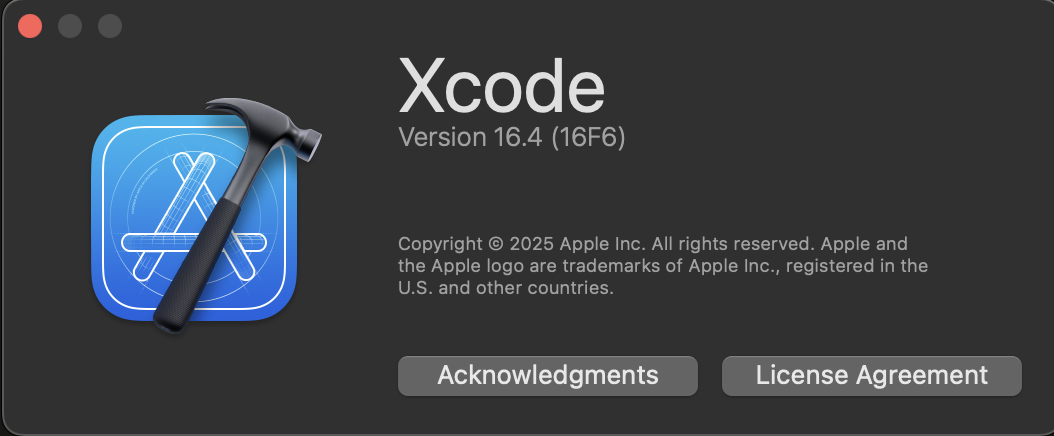 Xcode
Version 16.4 (16F6)
Copyright © 2025 Apple Inc. All rights reserved. Apple and
the Apple logo are trademarks of Apple Inc., registered in the
U.S. and other countries.
Acknowledgments
License Agreement